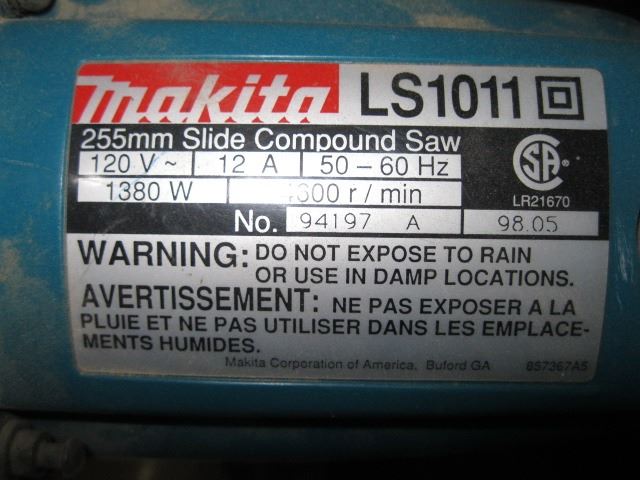 makita LS1011
255mm Slide Compound Saw
120 V ~ 12 A 50 – 60 Hz
1380 W r / min
LR21670
No. 94197 A 98.05
WARNING: DO NOT EXPOSE TO RAIN
OR USE IN DAMP LOCATIONS.
AVERTISSEMENT: NE PAS EXPOSER A LA
PLUIE ET NE PAS UTILISER DANS LES EMPLACE-
MENTS HUMIDES.
Makita Corporation of America, Buford GA 857367A5